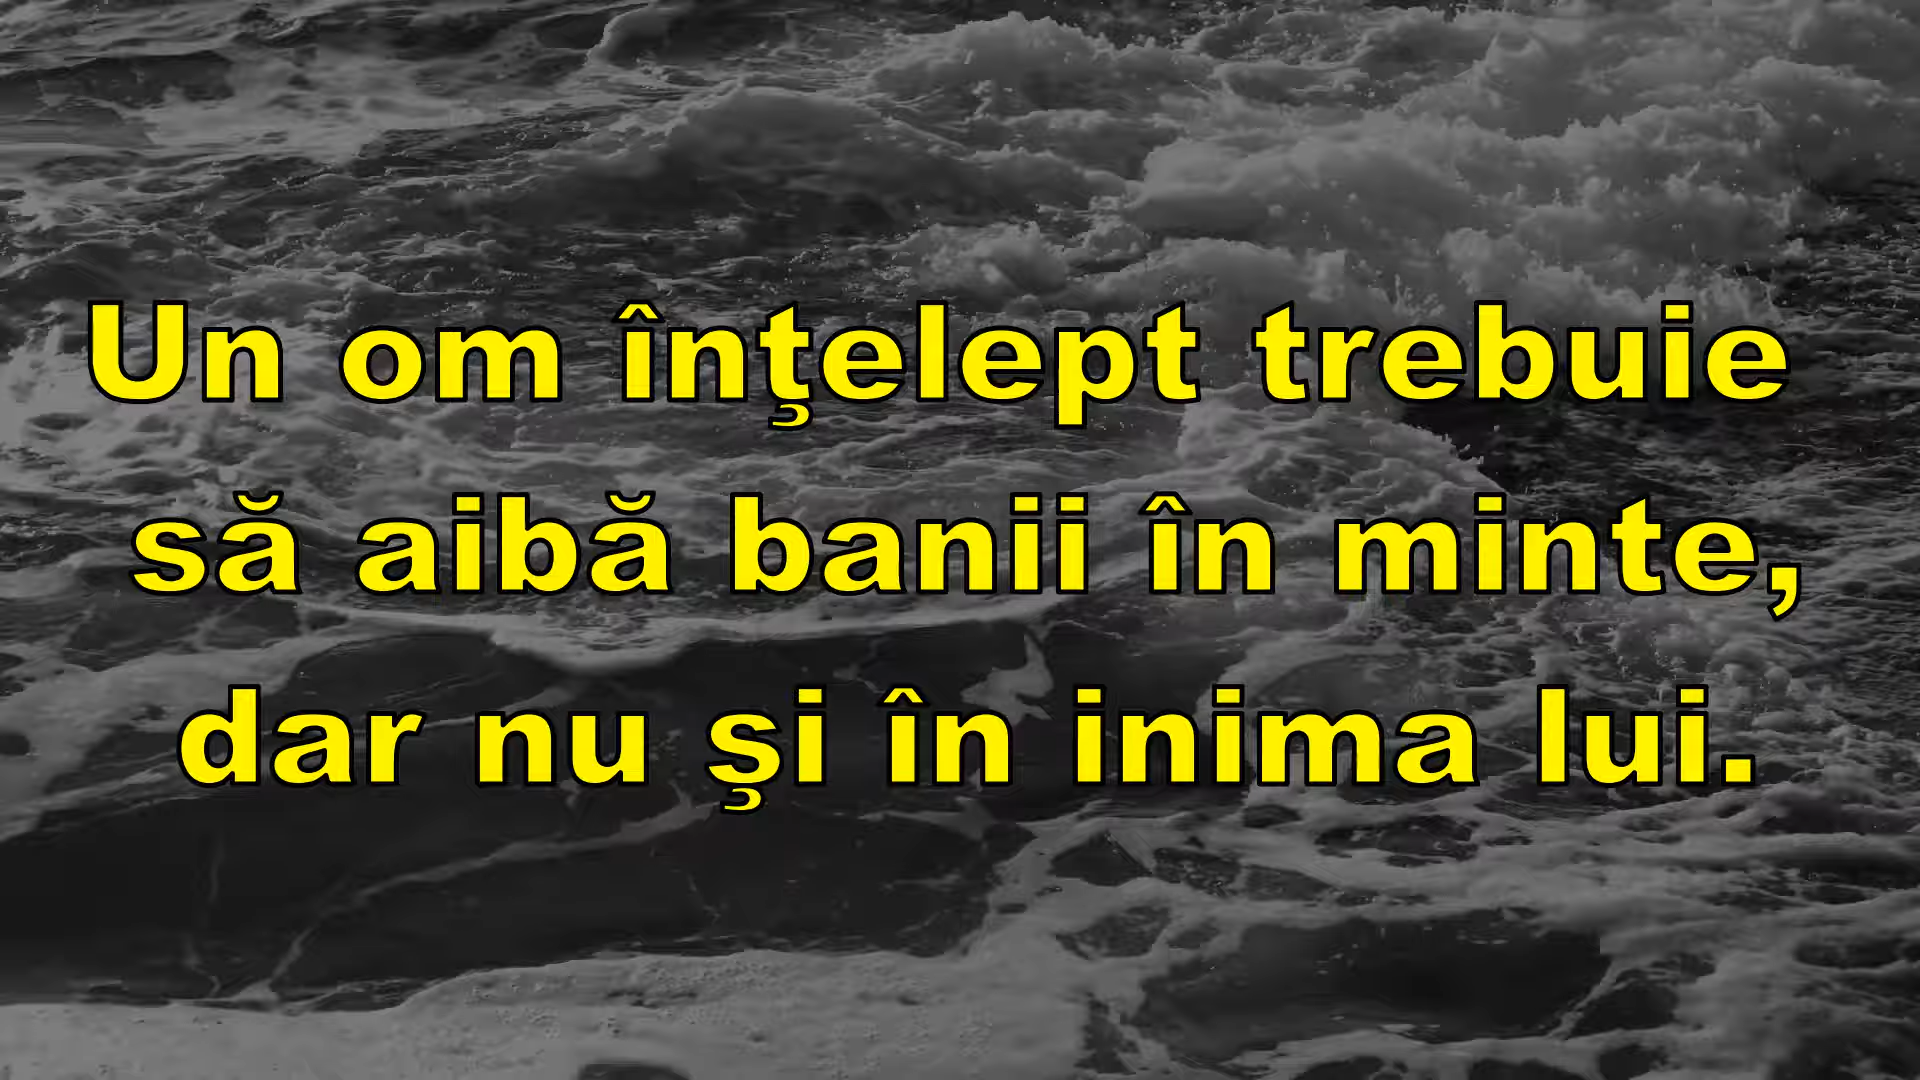 Un om înţelept trebuie
să aibă banii în minte,
dar nu şi în inima lui.